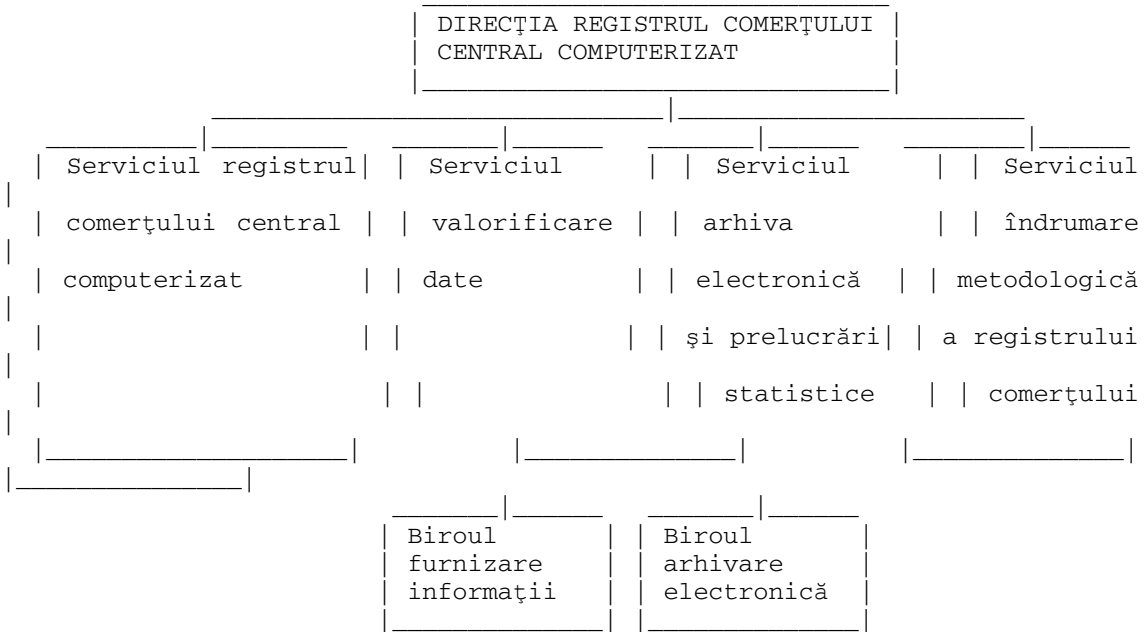 DIRECŢIA REGISTRUL COMERŢULUI
CENTRAL COMPUTERIZAT
Serviciul registrul
comerţului central
computerizat
Serviciul
valorificare
date
Serviciul
arhiva
electronică
şi prelucrări
statistice
Serviciul
îndrumare
metodologică
a registrului
comerţului
Biroul
furnizare
informaţii
Biroul
arhivare
electronică